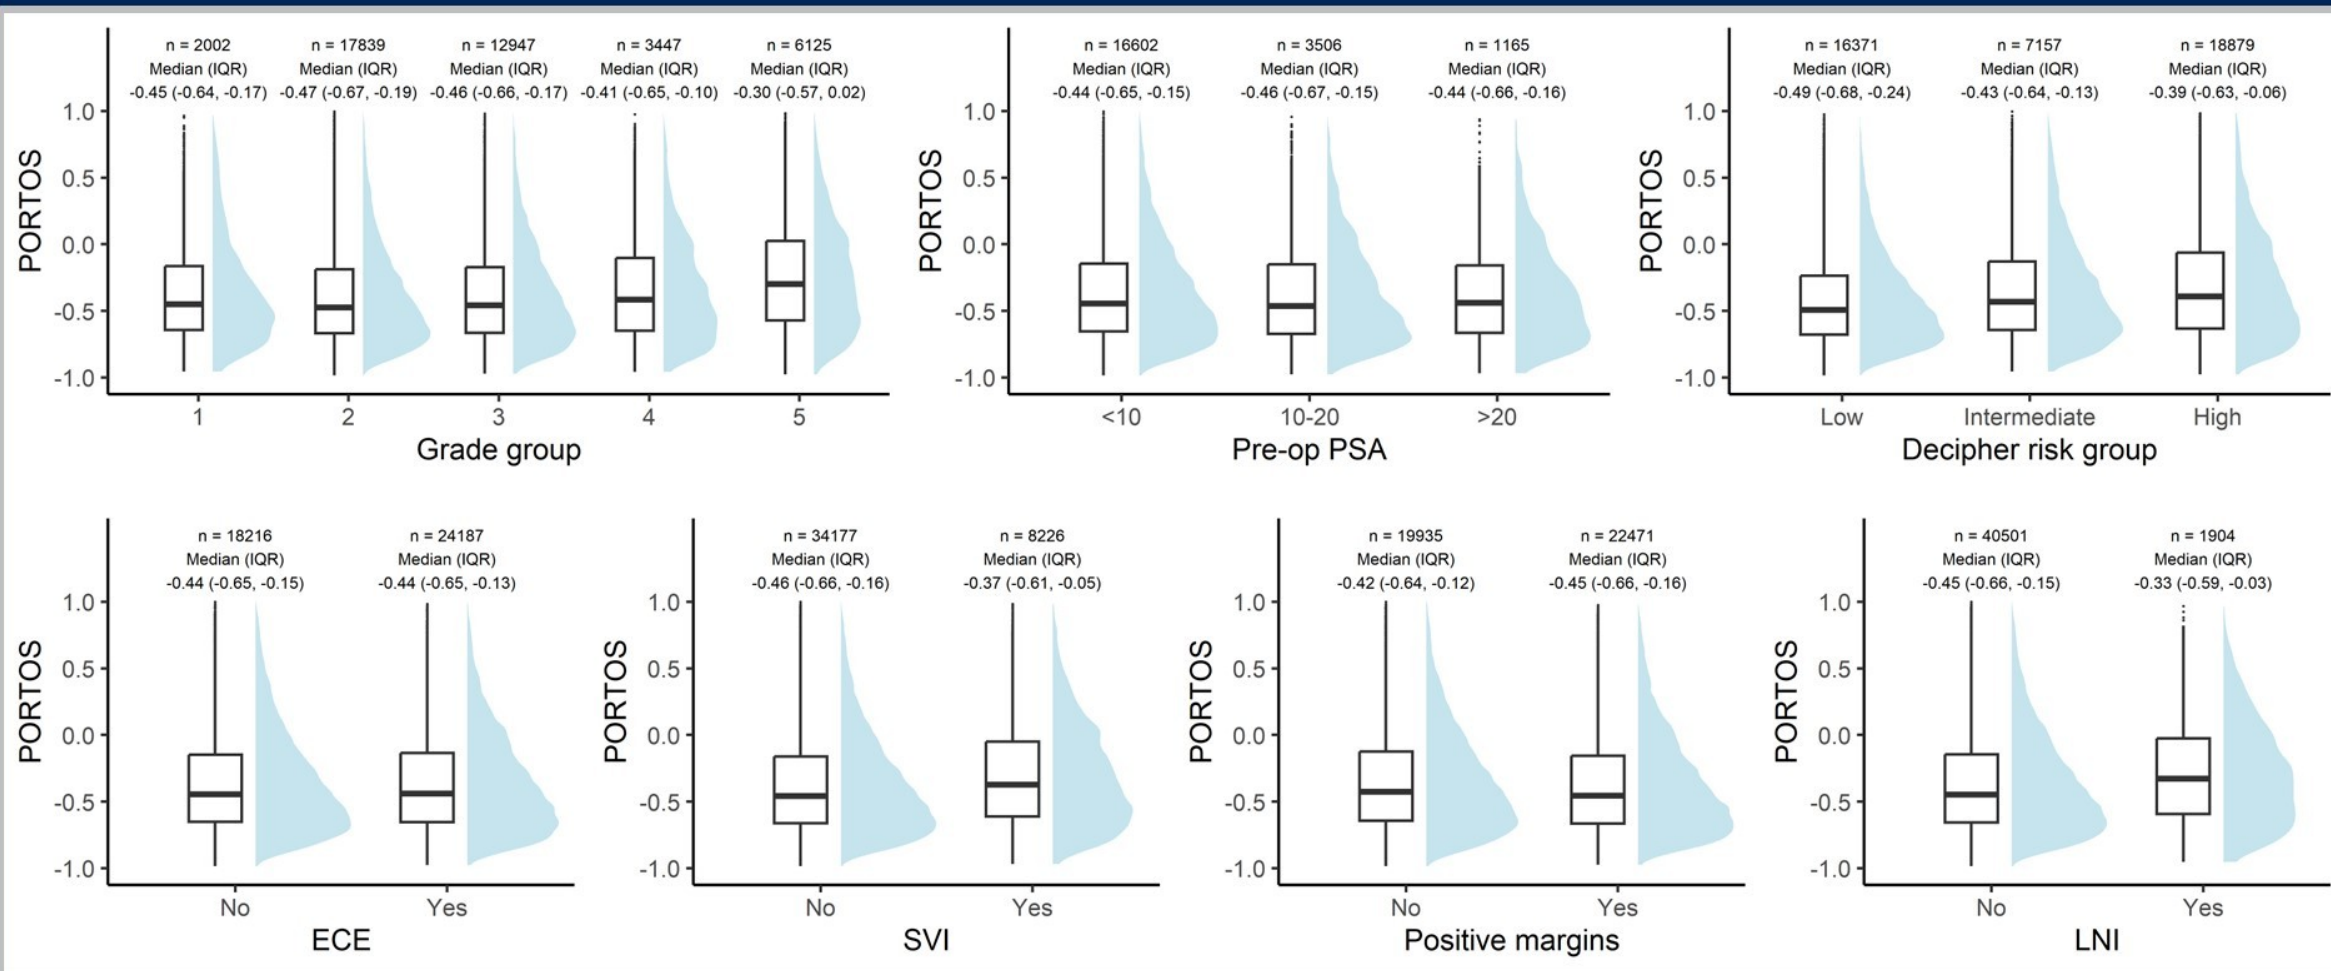 n = 2002 n = 17839 n = 12947 n = 3447 n = 6125
Median (IQR) Median (IQR) Median (IQR) Median (IQR) Median (IQR)
-0.45 (-0.64, -0.17) -0.47 (-0.67, -0.19) -0.46 (-0.66, -0.17) -0.41 (-0.65, -0.10) -0.30 (-0.57, 0.02)
1.0
0.5
0.0
-0.5
-1.0
PORTOS
1 2 3 4 5
Grade group
n = 16602 n = 3506 n = 1165
Median (IQR) Median (IQR) Median (IQR)
-0.44 (-0.65, -0.15) -0.46 (-0.67, -0.15) -0.44 (-0.66, -0.16)
1.0
0.5
0.0
-0.5
-1.0
PORTOS
<10 10-20 >20
Pre-op PSA
n = 16371 n = 7157 n = 18879
Median (IQR) Median (IQR) Median (IQR)
-0.49 (-0.68, -0.24) -0.43 (-0.64, -0.13) -0.39 (-0.63, -0.06)
1.0
0.5
0.0
-0.5
-1.0
PORTOS
Low Intermediate High
Decipher risk group
n = 18216 n = 24187
Median (IQR) Median (IQR)
-0.44 (-0.65, -0.15) -0.44 (-0.65, -0.13)
1.0
0.5
0.0
-0.5
-1.0
PORTOS
No Yes
ECE
n = 34177 n = 8226
Median (IQR) Median (IQR)
-0.46 (-0.66, -0.16) -0.37 (-0.61, -0.05)
1.0
0.5
0.0
-0.5
-1.0
PORTOS
No Yes
SVI
n = 19935 n = 22471
Median (IQR) Median (IQR)
-0.42 (-0.64, -0.12) -0.45 (-0.66, -0.16)
1.0
0.5
0.0
-0.5
-1.0
PORTOS
No Yes
Positive margins
n = 40501 n = 1904
Median (IQR) Median (IQR)
-0.45 (-0.66, -0.15) -0.33 (-0.59, -0.03)
1.0
0.5
0.0
-0.5
-1.0
PORTOS
No Yes
LNI